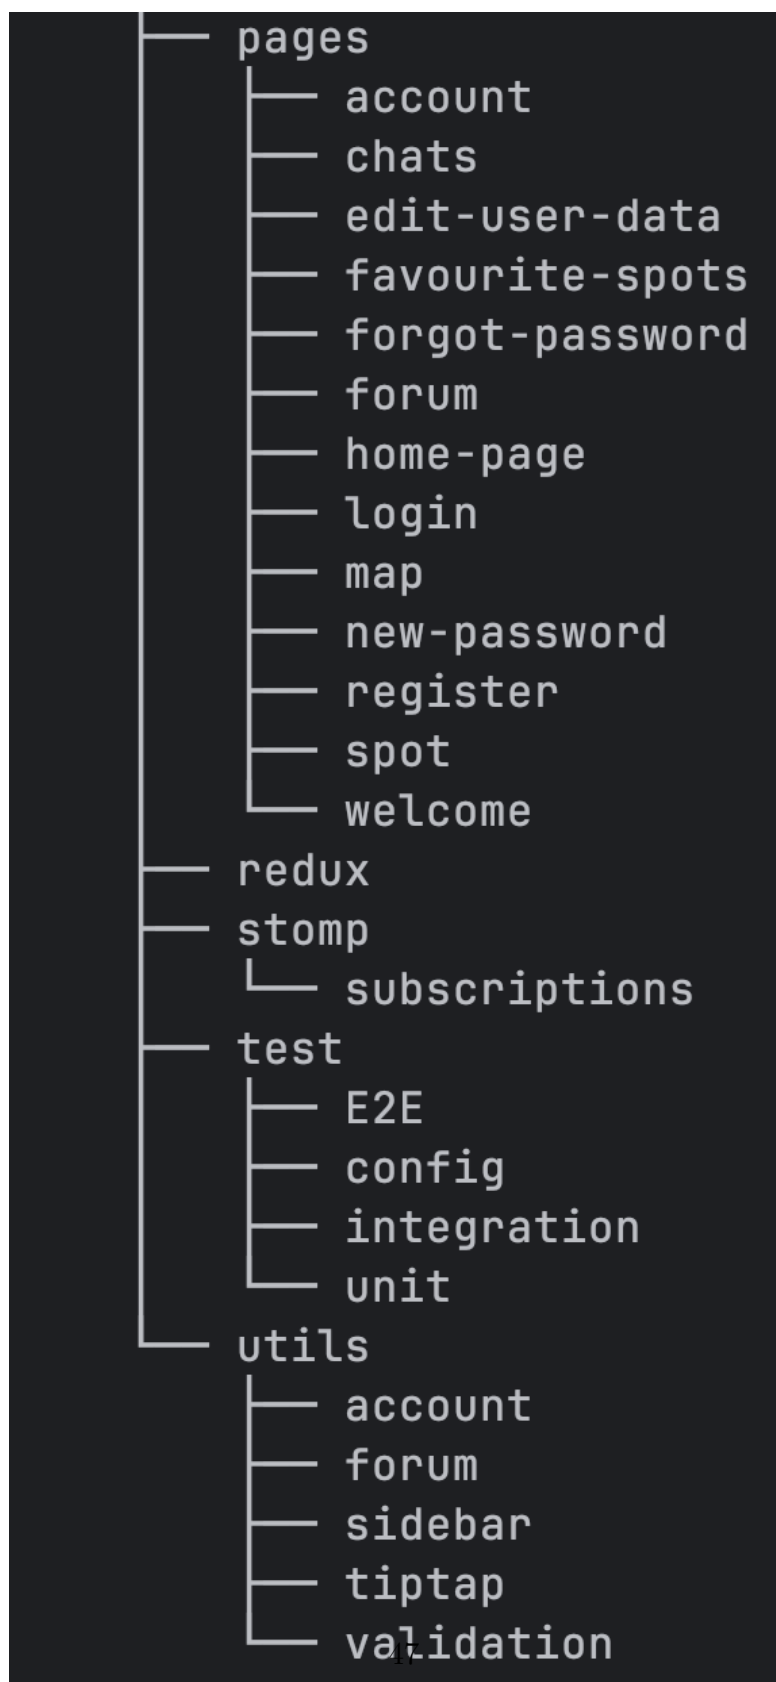 pages
account
chats
edit-user-data
favourite-spots
forgot-password
forum
home-page
login
map
new-password
register
spot
welcome
redux
stomp
subscriptions
test
E2E
config
integration
unit
utils
account
forum
sidebar
tiptap
validation
47